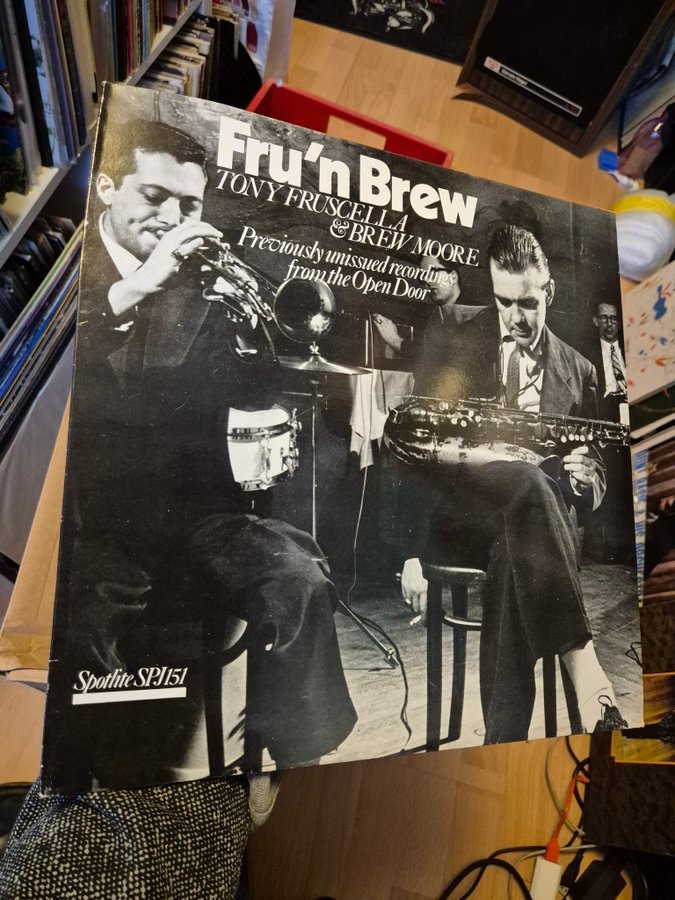 Fru'n Brew
TONY FRUSCELLA
& BREW MOORE
Previously unissued recordings
from the Open Door
Spotlite SPJ151